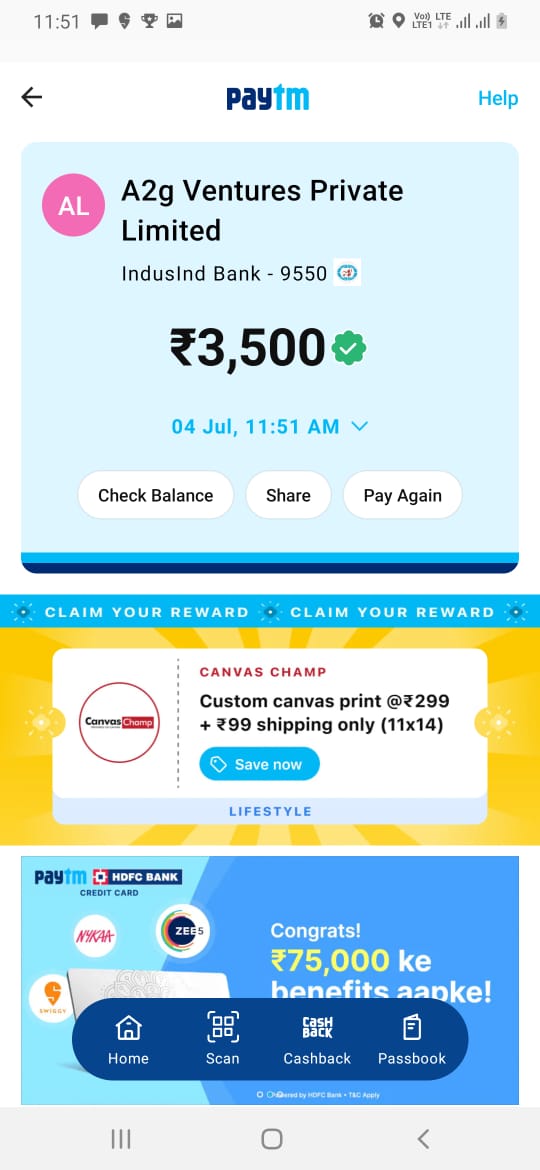 11:51
Vo)) LTE
LTE1
paytm
Help
AL
A2g Ventures Private
Limited
IndusInd Bank - 9550
₹3,500
04 Jul, 11:51 AM
Check Balance
Share
Pay Again
CLAIM YOUR REWARD
CLAIM YOUR REWARD
CANVAS CHAMP
Canvas Champ
Custom canvas print @₹299
+ ₹99 shipping only (11x14)
Save now
LIFESTYLE
paytm HDFC BANK
CREDIT CARD
NYKAA
ZEE5
SWIGGY
Congrats!
₹75,000 ke
benefits aapke!
Home
Scan
CASH
BACK
Cashback
Passbook
by HDFC Bank • T&C Apply